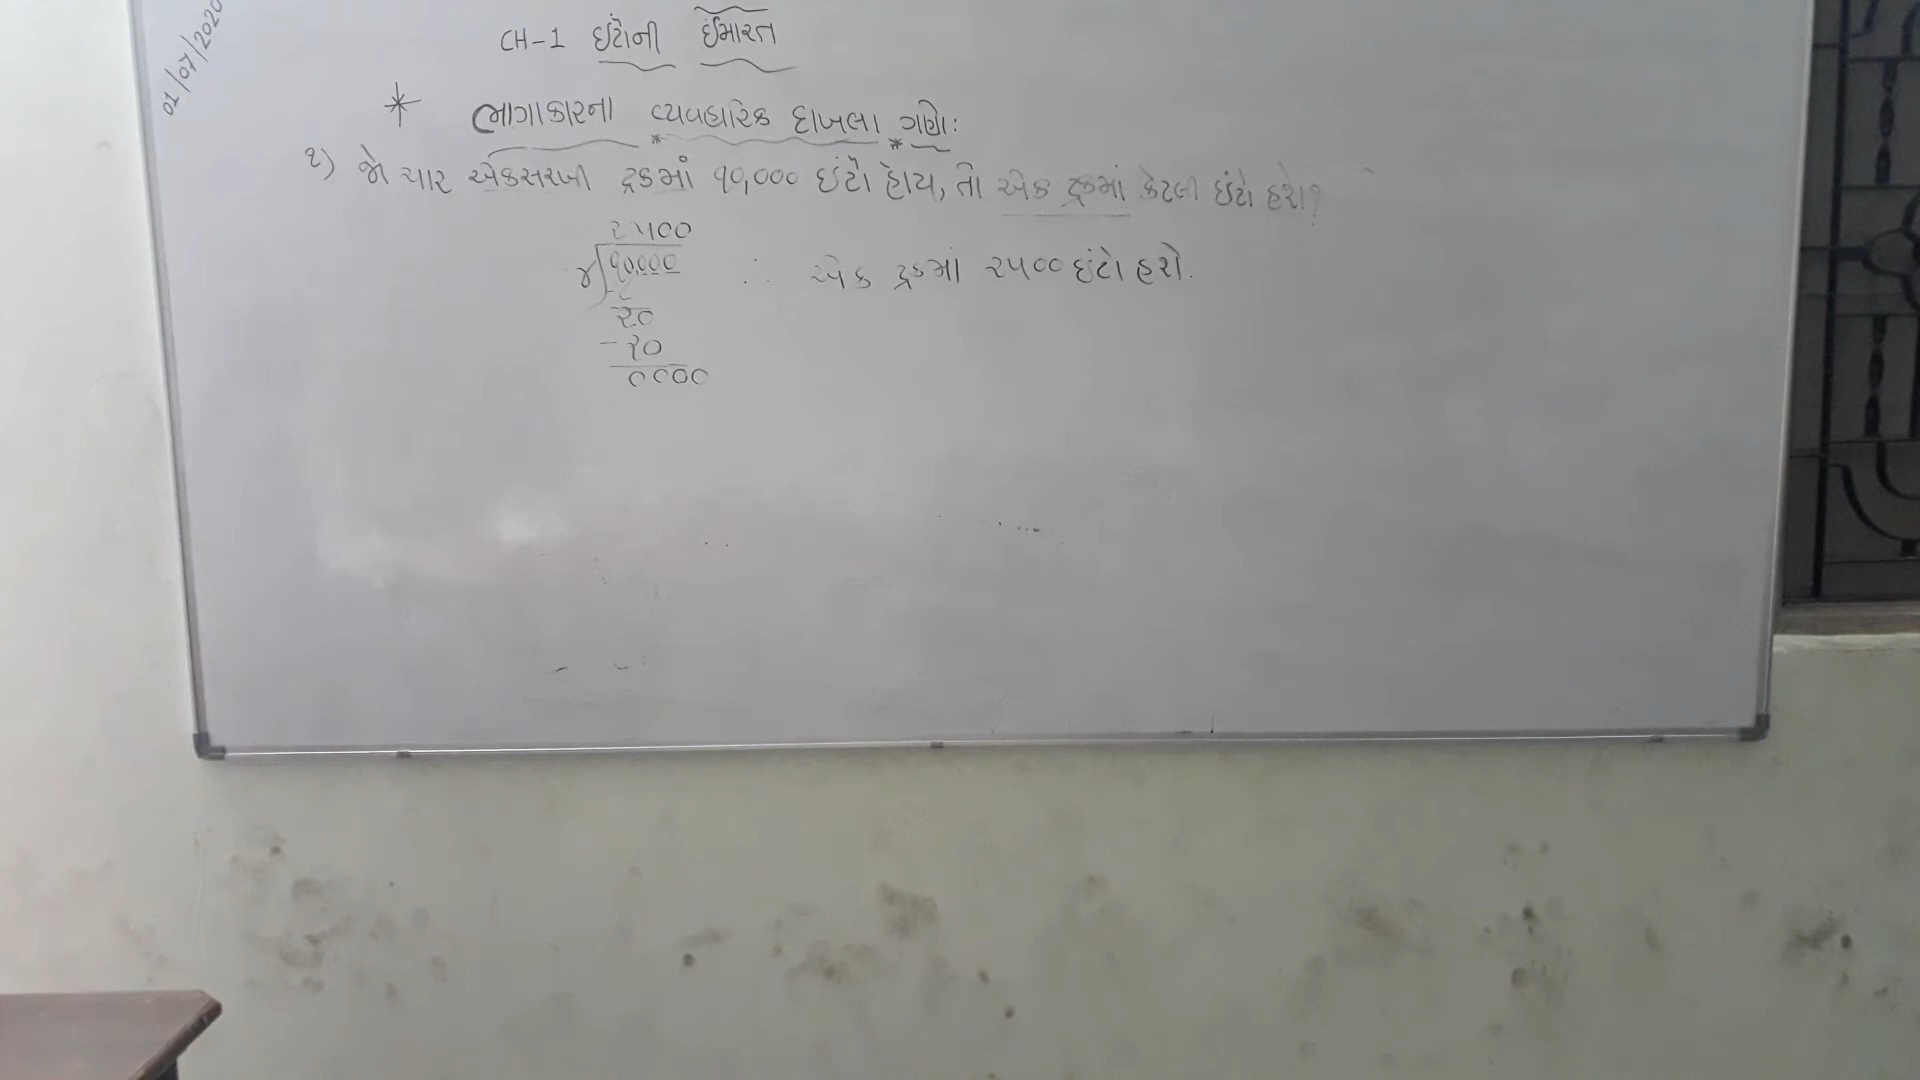 01/07/2020
CH-1 ઇંટોની ઈમારત
* ભાગાકારના વ્યવહારિક દાખલા ગણો:
૨) જો ચાર એકસરખી ટ્રકમાં ૧૦,૦૦૦ ઇંટો હોય, તો એક ટ્રકમાં કેટલી ઇંટો હશે?
૨૫૦૦
૪ ૧૦,૦૦૦ ∴ એક ટ્રકમાં ૨૫૦૦ ઇંટો હશે.
-૮
૨૦
-૨૦
૦૦૦૦